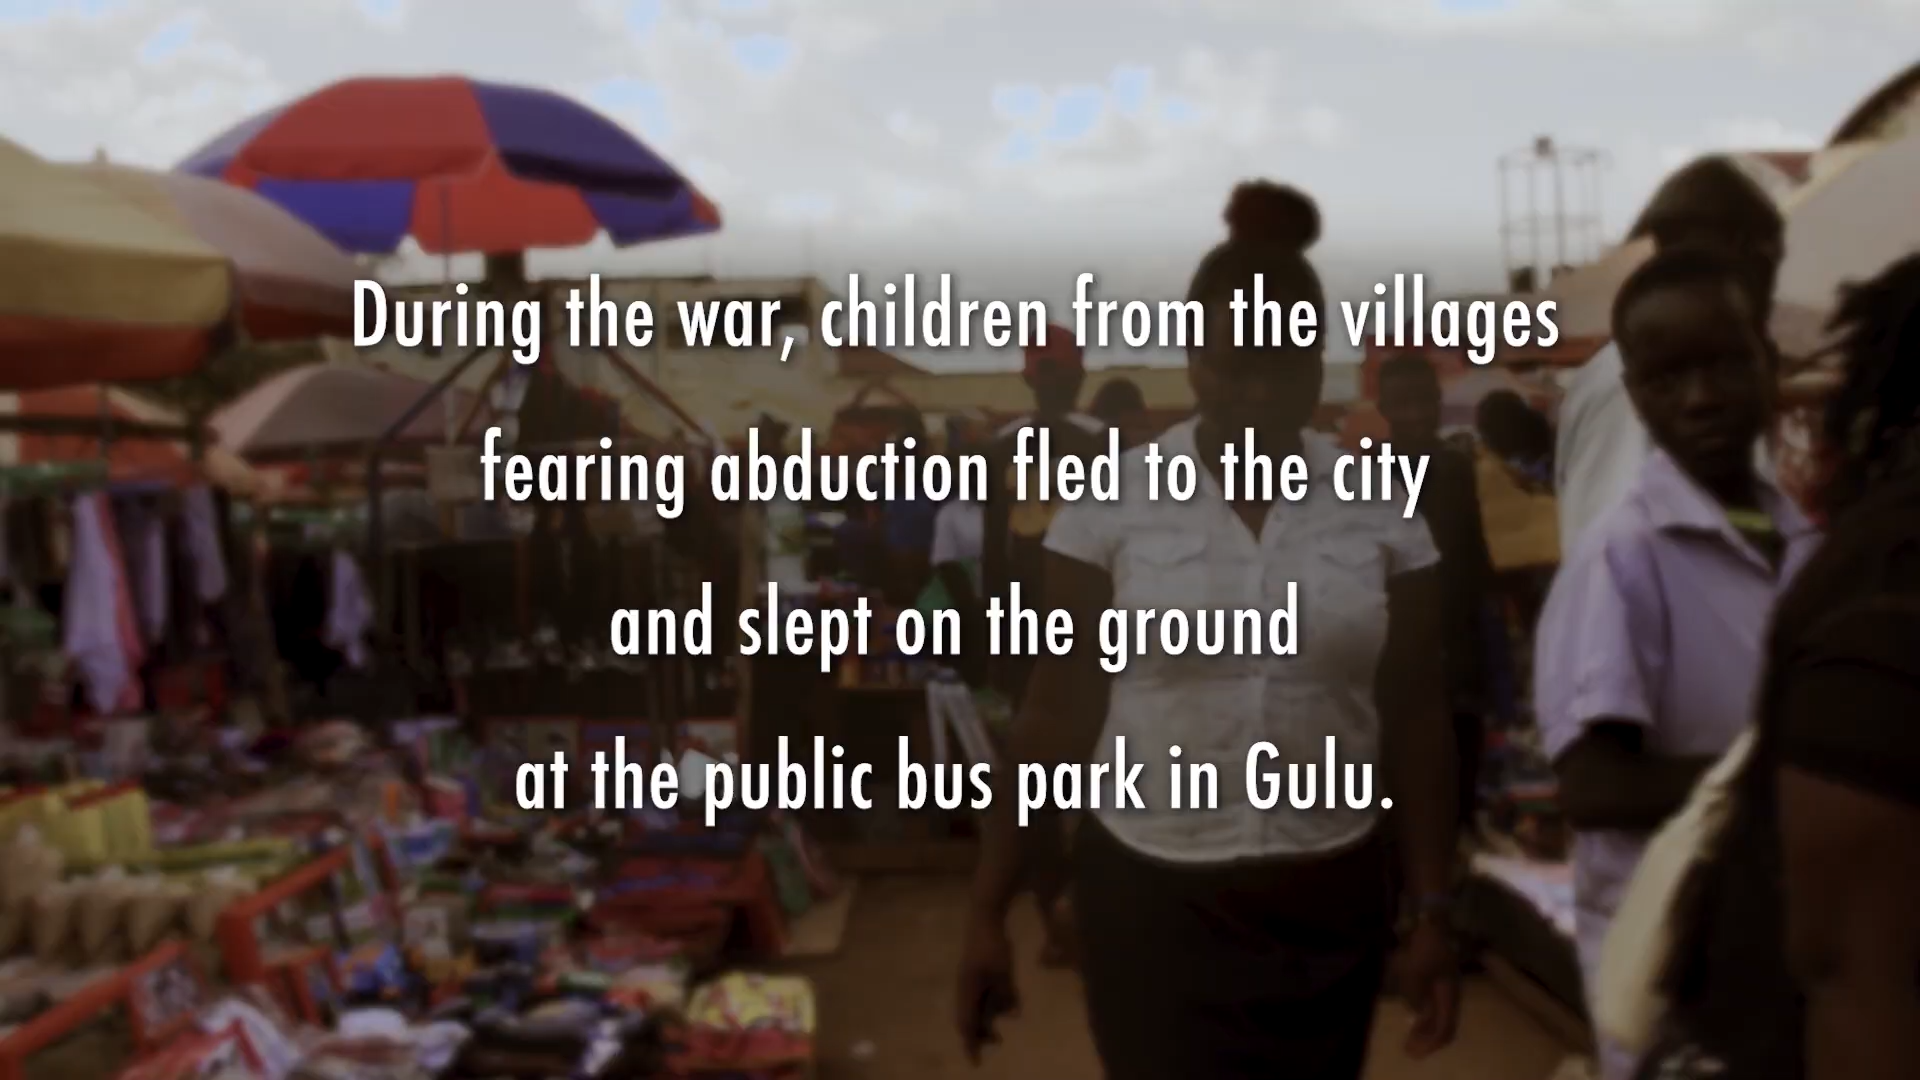 During the war, children from the villages
fearing abduction fled to the city
and slept on the ground
at the public bus park in Gulu.